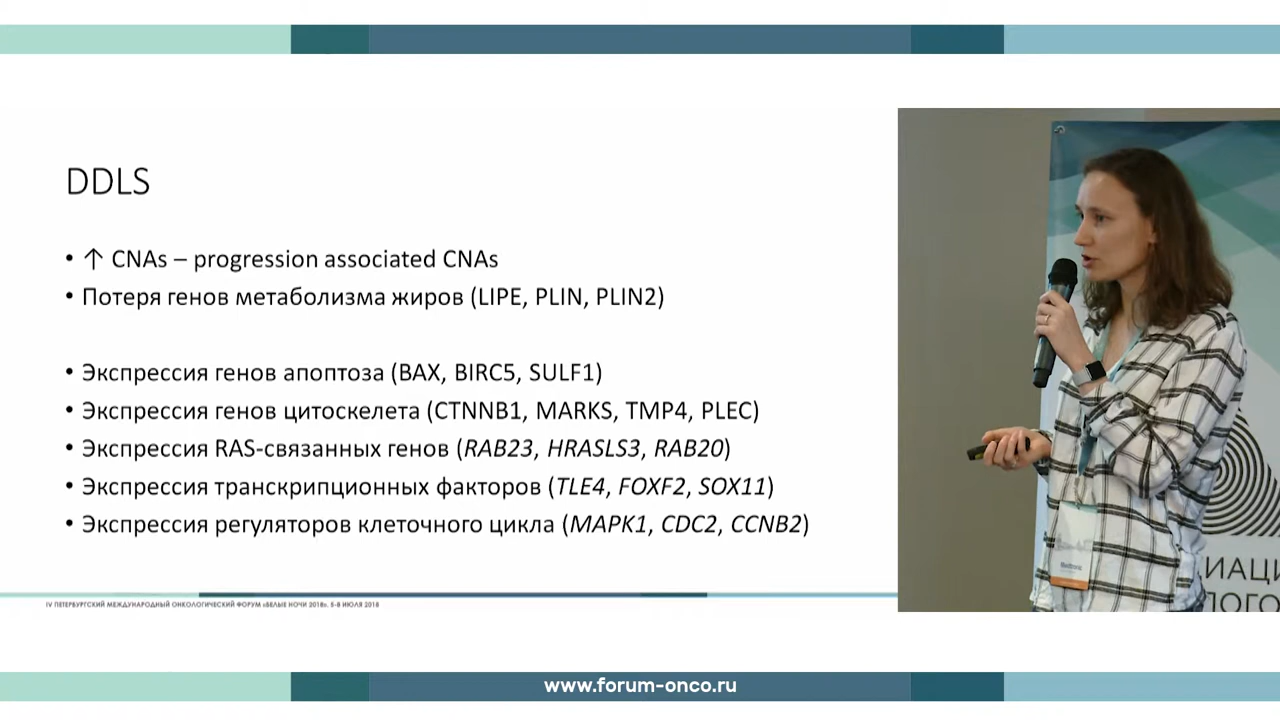 DDLS
• ↑ CNAs – progression associated CNAs
• Потеря генов метаболизма жиров (LIPE, PLIN, PLIN2)
• Экспрессия генов апоптоза (BAX, BIRC5, SULF1)
• Экспрессия генов цитоскелета (CTNNB1, MARKS, TMP4, PLEC)
• Экспрессия RAS-связанных генов (RAB23, HRASLS3, RAB20)
• Экспрессия транскрипционных факторов (TLE4, FOXF2, SOX11)
• Экспрессия регуляторов клеточного цикла (MAPK1, CDC2, CCNB2)
IV ПЕТЕРБУРГСКИЙ МЕЖДУНАРОДНЫЙ ОНКОЛОГИЧЕСКИЙ ФОРУМ «БЕЛЫЕ НОЧИ 2018». 5-8 ИЮЛЯ 2018
ИАЦИ
ЛОГО
www.forum-onco.ru